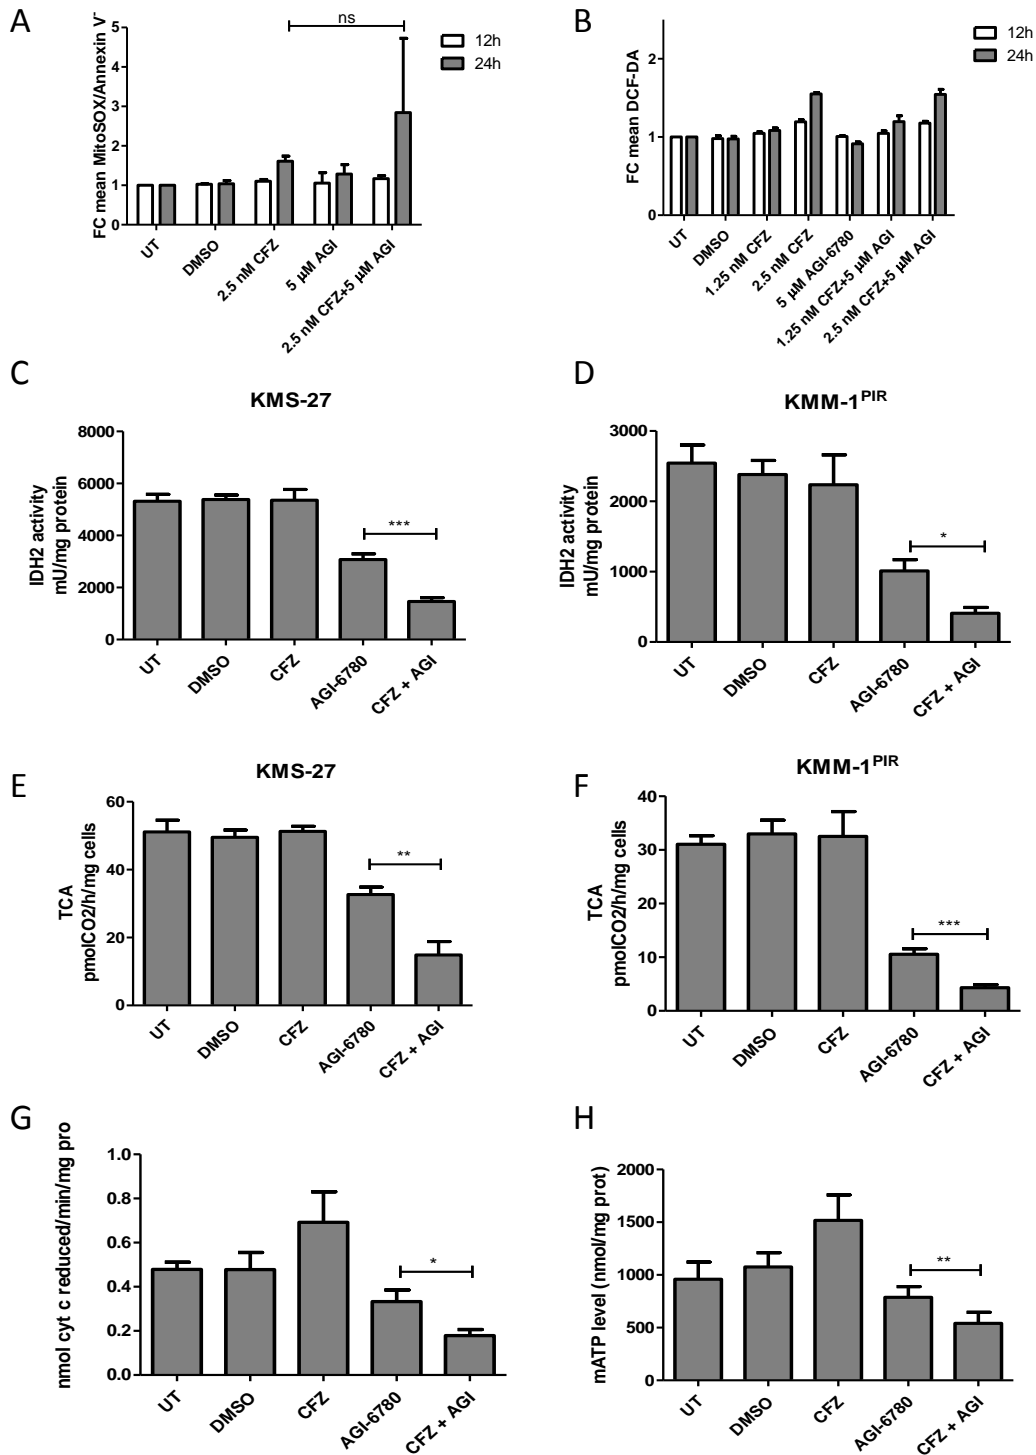 A
FC mean MitoSOX/Annexin V-
5
4
3
2
1
0
ns
12h
24h
UT
DMSO
2.5 nM CFZ
5 µM AGI
2.5 nM CFZ+5 µM AGI
B
FC mean DCF-DA
2
1
0
12h
24h
UT
DMSO
1.25 nM CFZ
2.5 nM CFZ
5 µM AGI-6780
1.25 nM CFZ+5 µM AGI
2.5 nM CFZ+5 µM AGI
C
KMS-27
IDH2 activity
mU/mg protein
8000
6000
4000
2000
0
***
UT
DMSO
CFZ
AGI-6780
CFZ + AGI
D
KMM-1PIR
IDH2 activity
mU/mg protein
3000
2000
1000
0
*
UT
DMSO
CFZ
AGI-6780
CFZ + AGI
E
KMS-27
TCA
pmolCO2/h/mg cells
60
40
20
0
**
UT
DMSO
CFZ
AGI-6780
CFZ + AGI
F
KMM-1PIR
TCA
pmolCO2/h/mg cells
40
30
20
10
0
***
UT
DMSO
CFZ
AGI-6780
CFZ + AGI
G
nmol cyt c reduced/min/mg pro
1.0
0.8
0.6
0.4
0.2
0.0
*
UT
DMSO
CFZ
AGI-6780
CFZ + AGI
H
mATP level (nmol/mg prot)
2000
1500
1000
500
0
**
UT
DMSO
CFZ
AGI-6780
CFZ + AGI